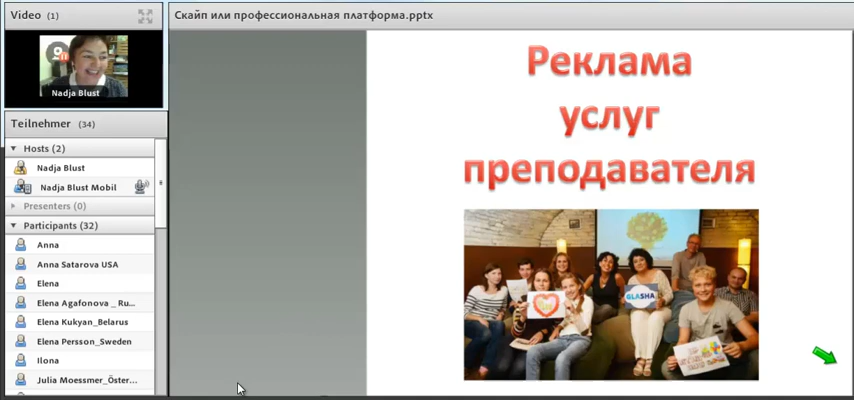 Video (1)
Nadja Blust
Teilnehmer (34)
Hosts (2)
Nadja Blust
Nadja Blust Mobil
Presenters (0)
Participants (32)
Anna
Anna Satarova USA
Elena
Elena Agafonova _ Ru...
Elena Kukyan_Belarus
Elena Persson_Sweden
Ilona
Julia Moessmer_Öster...
Скайп или профессиональная платформа.pptx
Реклама
услуг
преподавателя
GLASHA